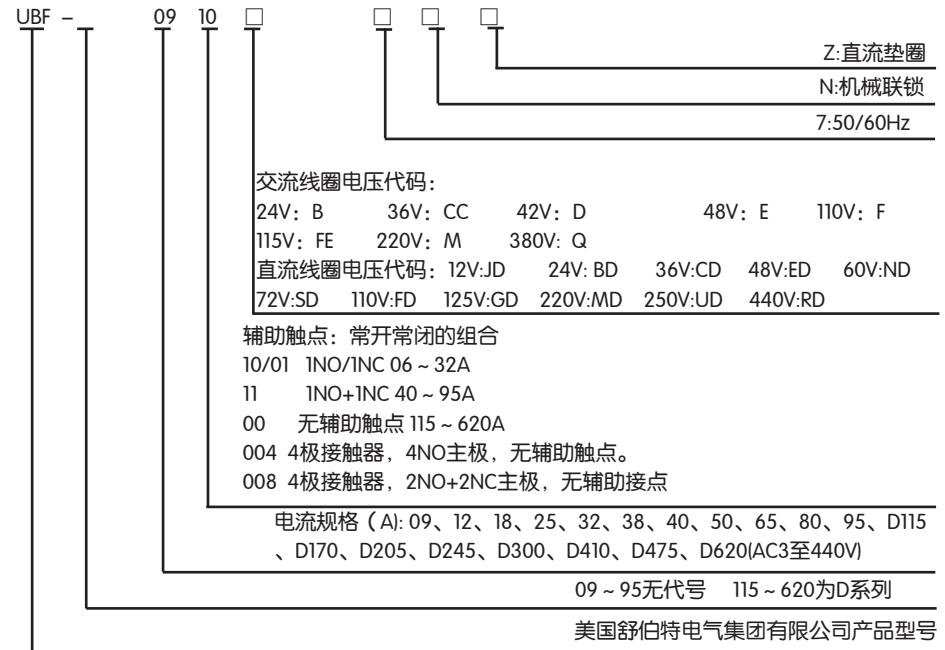 UBF - 09 10 □ □ □ □
Z:直流垫圈
N:机械联锁
7:50/60Hz
交流线圈电压代码：
24V：B 36V：CC 42V：D 48V：E 110V：F
115V：FE 220V：M 380V: Q
直流线圈电压代码：12V:JD 24V: BD 36V:CD 48V:ED 60V:ND
72V:SD 110V:FD 125V:GD 220V:MD 250V:UD 440V:RD
辅助触点：常开常闭的组合
10/01 1NO/1NC 06～32A
11 1NO+1NC 40～95A
00 无辅助触点 115～620A
004 4极接触器，4NO主极，无辅助触点。
008 4极接触器，2NO+2NC主极，无辅助接点
电流规格（A): 09、12、18、25、32、38、40、50、65、80、95、D115
、D170、D205、D245、D300、D410、D475、D620(AC3至440V)
09～95无代号 115～620为D系列
美国舒伯特电气集团有限公司产品型号